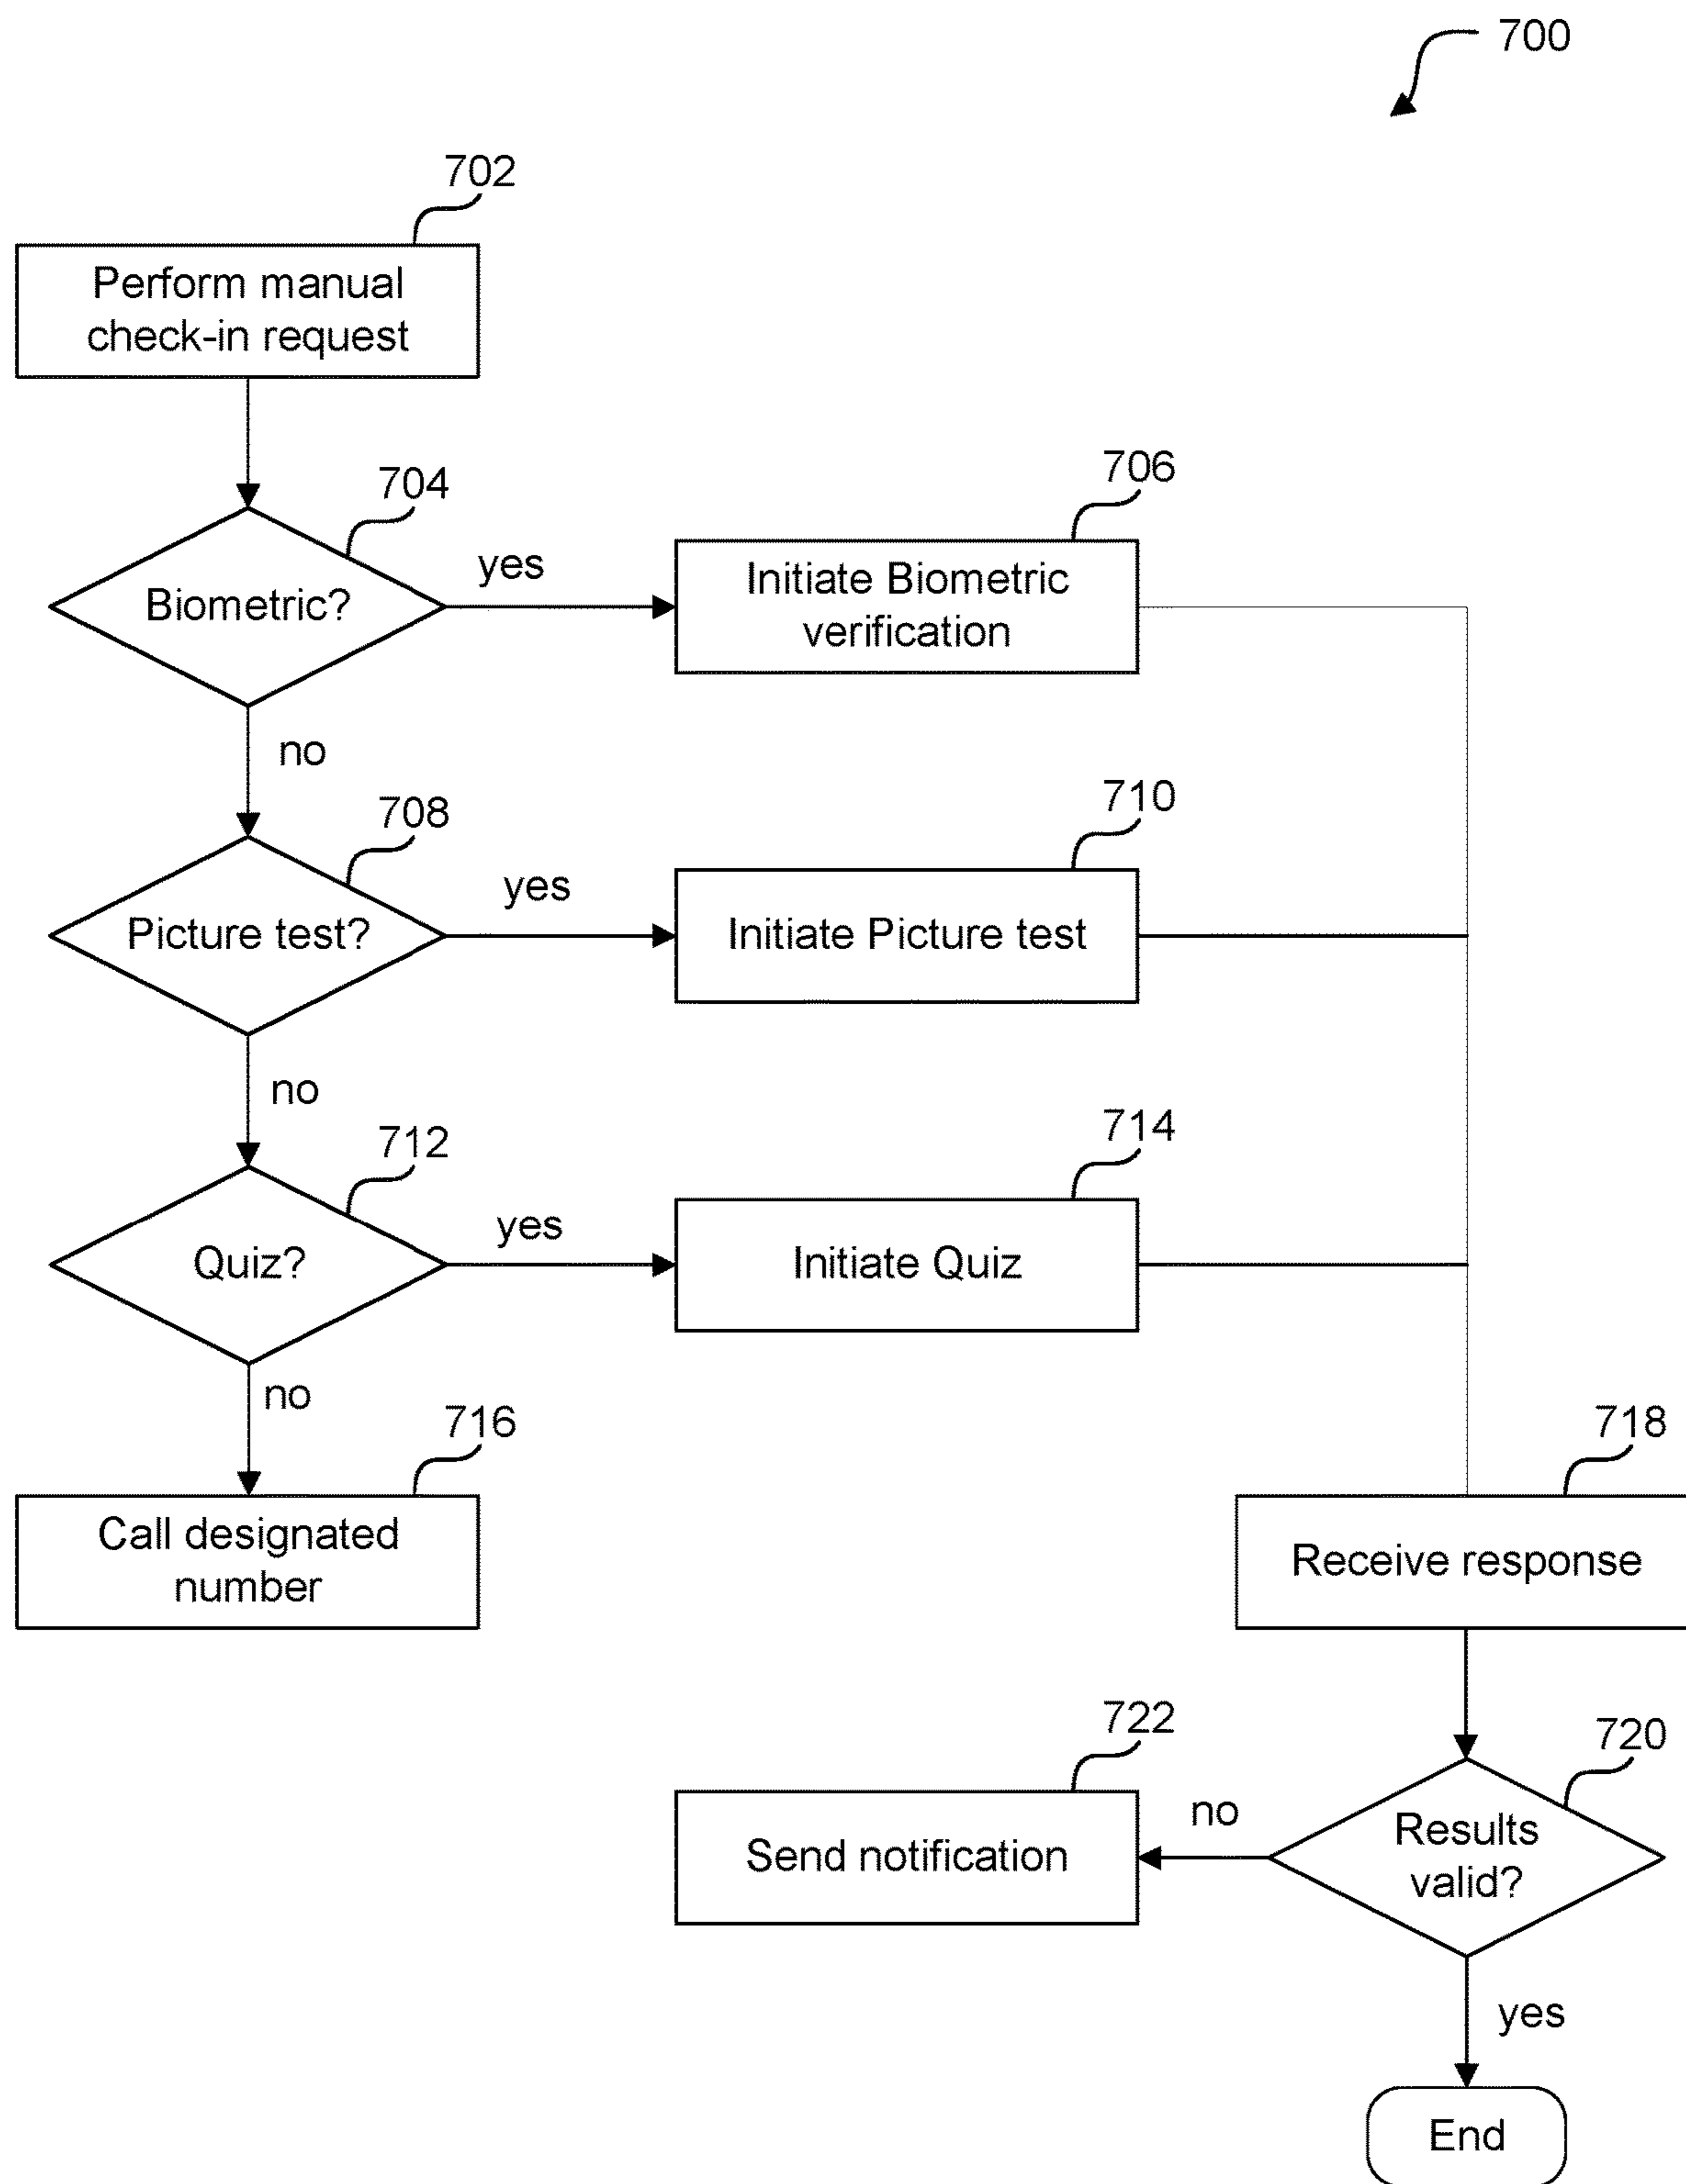 700
702
Perform manual
check-in request
704
Biometric?
yes
706
Initiate Biometric
verification
no
708
Picture test?
yes
710
Initiate Picture test
no
712
Quiz?
yes
714
Initiate Quiz
no
716
Call designated
number
718
Receive response
720
Results
valid?
no
722
Send notification
yes
End